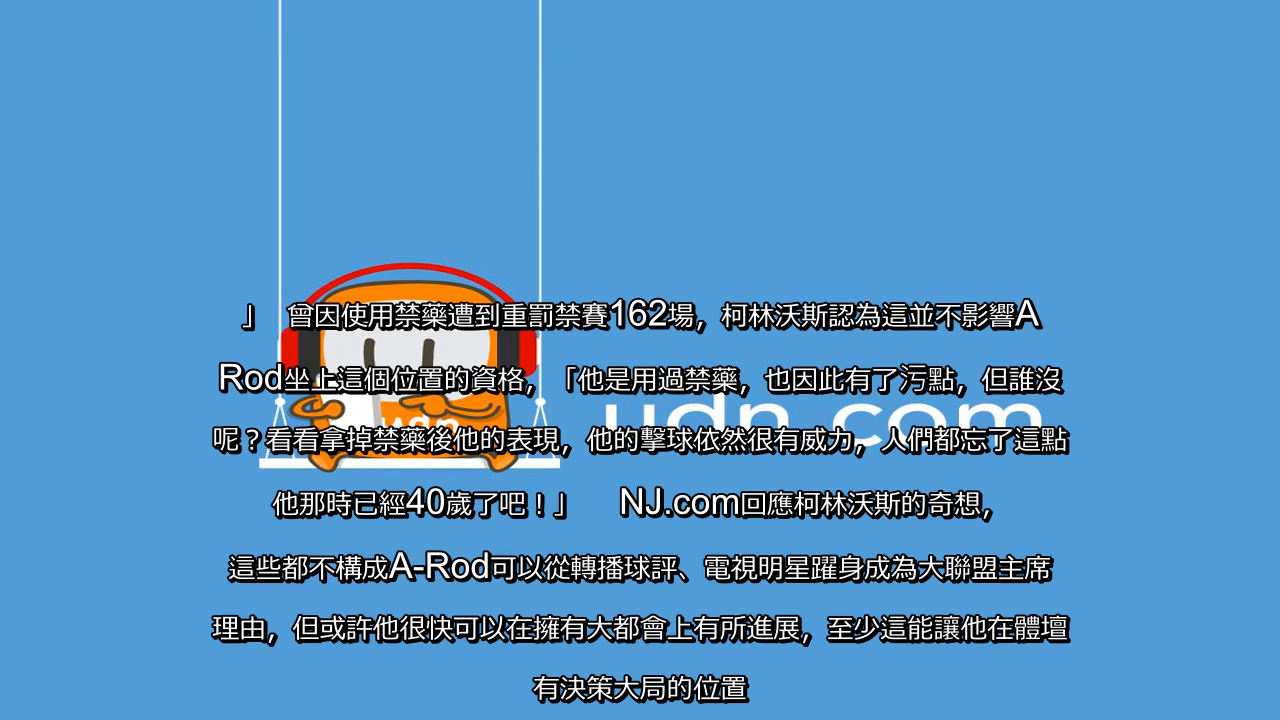 」 曾因使用禁藥遭到重罰禁賽162場，柯林沃斯認為這並不影響A
Rod坐上這個位置的資格，「他是用過禁藥，也因此有了污點，但誰沒
呢？看看拿掉禁藥後他的表現，他的擊球依然很有威力，人們都忘了這點
他那時已經40歲了吧！」 NJ.com回應柯林沃斯的奇想，
這些都不構成A-Rod可以從轉播球評、電視明星躍身成為大聯盟主席
理由，但或許他很快可以在擁有大都會上有所進展，至少這能讓他在體壇
有決策大局的位置
udn
udn.com